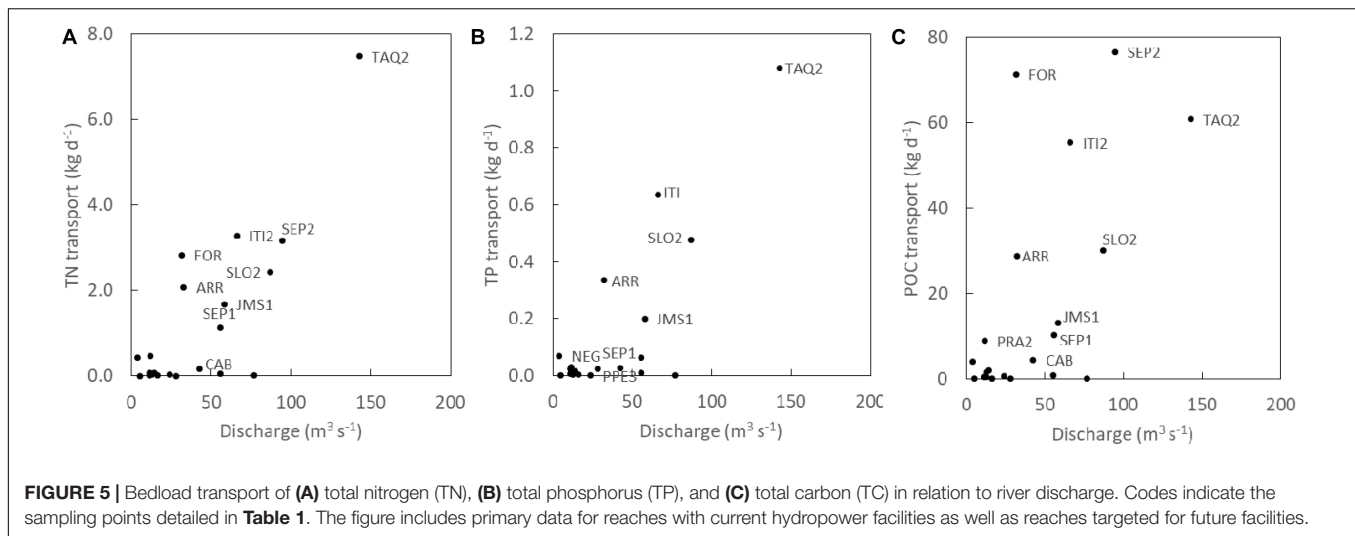 A
8.0
6.0
4.0
2.0
0.0
TN transport (kg d⁻¹)
TAQ2
ITI2
SEP2
FOR
SLO2
ARR
JMS1
SEP1
CAB
0
50
100
150
200
Discharge (m³ s⁻¹)
B
1.2
1.0
0.8
0.6
0.4
0.2
0.0
TP transport (kg d⁻¹)
TAQ2
ITI
SLO2
ARR
JMS1
NEG
SEP1
PPE3
0
50
100
150
200
Discharge (m³ s⁻¹)
C
80
60
40
20
0
POC transport (kg d⁻¹)
SEP2
FOR
TAQ2
ITI2
SLO2
ARR
JMS1
PRA2
SEP1
CAB
0
50
100
150
200
Discharge (m³ s⁻¹)
FIGURE 5 | Bedload transport of (A) total nitrogen (TN), (B) total phosphorus (TP), and (C) total carbon (TC) in relation to river discharge. Codes indicate the
sampling points detailed in Table 1. The figure includes primary data for reaches with current hydropower facilities as well as reaches targeted for future facilities.